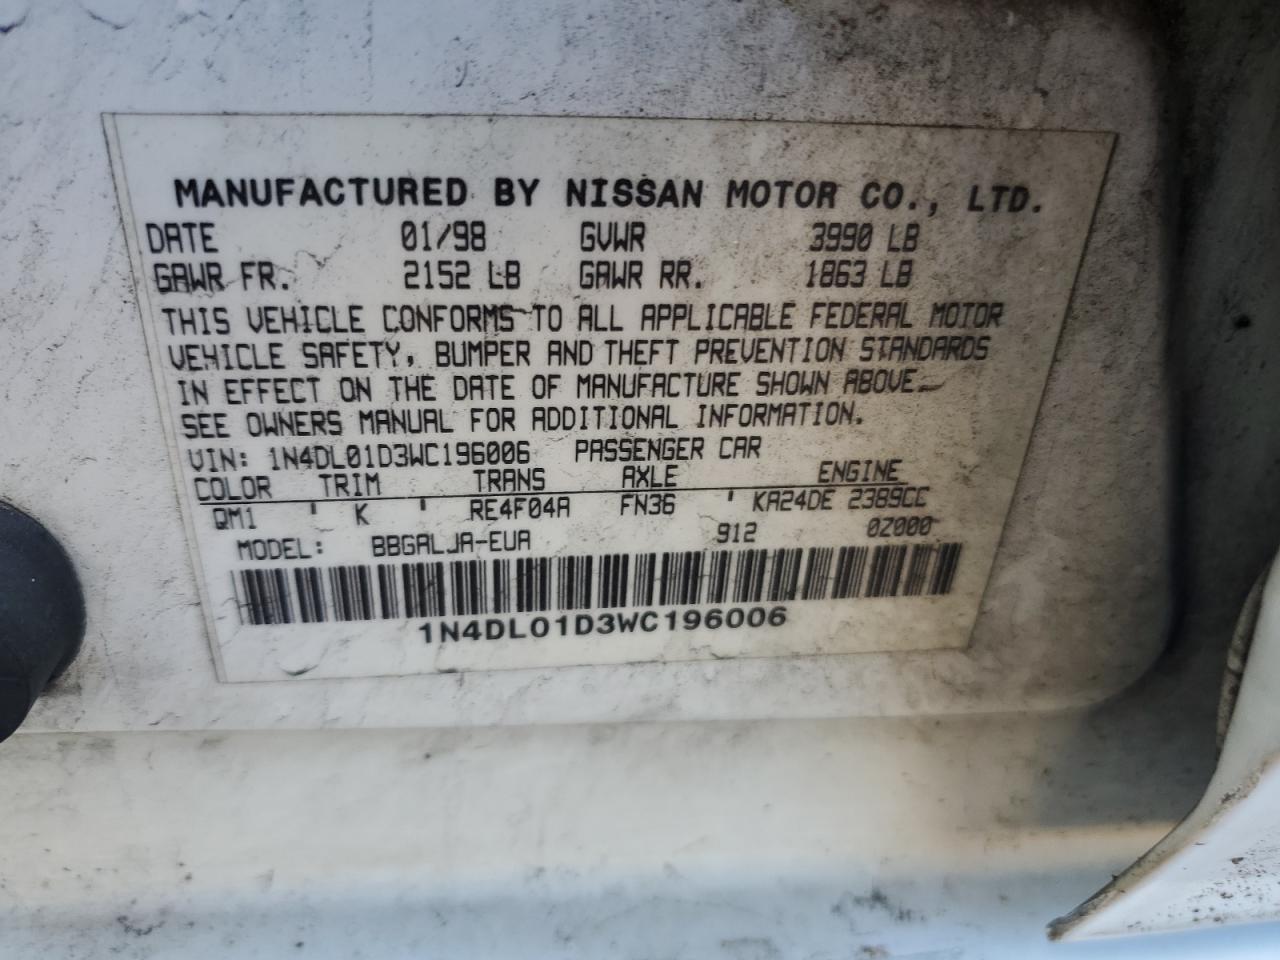 MANUFACTURED BY NISSAN MOTOR CO., LTD.
DATE 01/98 GVWR 3990 LB
GAWR FR. 2152 LB GAWR RR. 1863 LB
THIS VEHICLE CONFORMS TO ALL APPLICABLE FEDERAL MOTOR
VEHICLE SAFETY, BUMPER AND THEFT PREVENTION STANDARDS
IN EFFECT ON THE DATE OF MANUFACTURE SHOWN ABOVE.
SEE OWNERS MANUAL FOR ADDITIONAL INFORMATION.
VIN: 1N4DL01D3WC196006 PASSENGER CAR
COLOR TRIM TRANS AXLE ENGINE
QM1 ' K ' RE4F04A FN36 ' KA24DE 2389CC
MODEL: BBGALJA-EUA 912 0Z000
1N4DL01D3WC196006